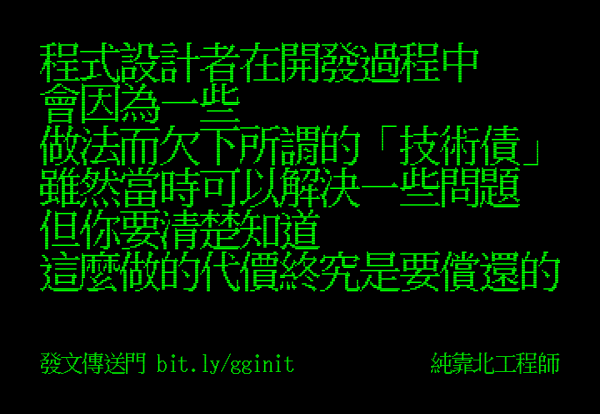 程式設計者在開發過程中
會因為一些
做法而欠下所謂的「技術債」
雖然當時可以解決一些問題
但你要清楚知道
這麼做的代價終究是要償還的
發文傳送門 bit.ly/gginit
純靠北工程師